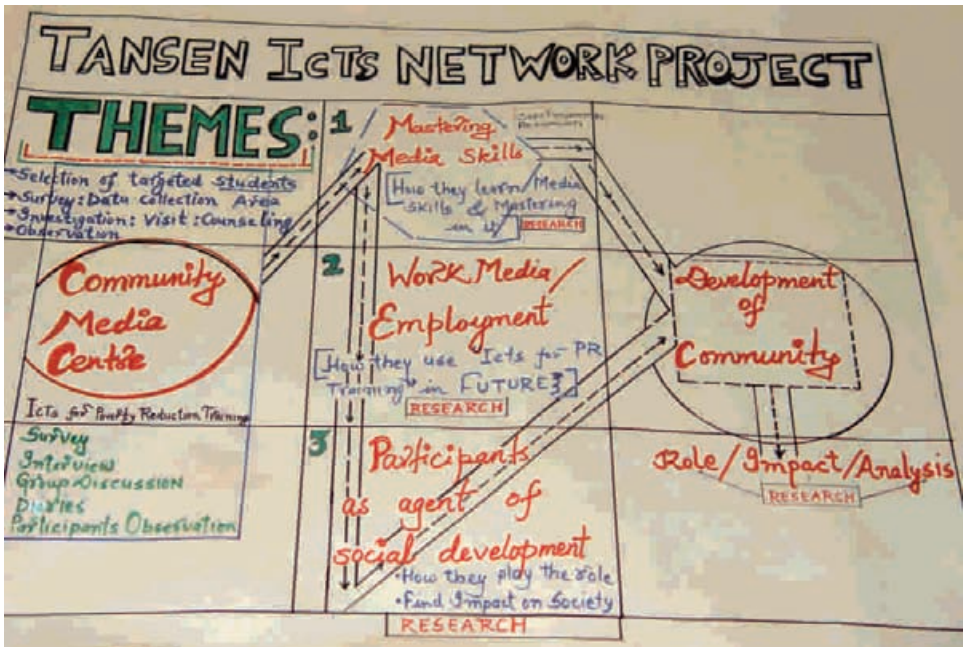 TANSEN IcTs NETWORK PROJECT
THEMES:
Selection of targeted students
Survey: Data Collection Area
Investigation: Visit: Counseling
Observation
Community
Media
Centre
IcTs for Poverty Reduction Training
Survey
Interview
Group Discussion
Diaries
Participants Observation
1
Mastering
Media Skills
[How they learn Media
Skills & Mastering
in it]
RESEARCH
2
Work Media/
Employment
[How they use Icts for PR
Training in FUTURE?]
RESEARCH
3
Participants
as agent of
social development
• How they play the role
• Find Impact on Society
RESEARCH
Development
of
Community
Role/Impact/Analysis
RESEARCH